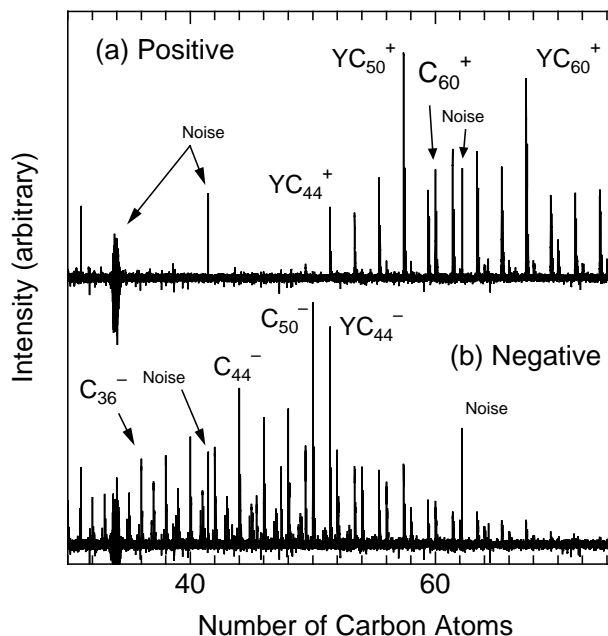 (a) Positive
YC₅₀⁺
C₆₀⁺
YC₆₀⁺
Noise
Noise
YC₄₄⁺
C₅₀⁻
YC₄₄⁻
(b) Negative
C₄₄⁻
Noise
C₃₆⁻
Noise
40 60
Number of Carbon Atoms
Intensity (arbitrary)